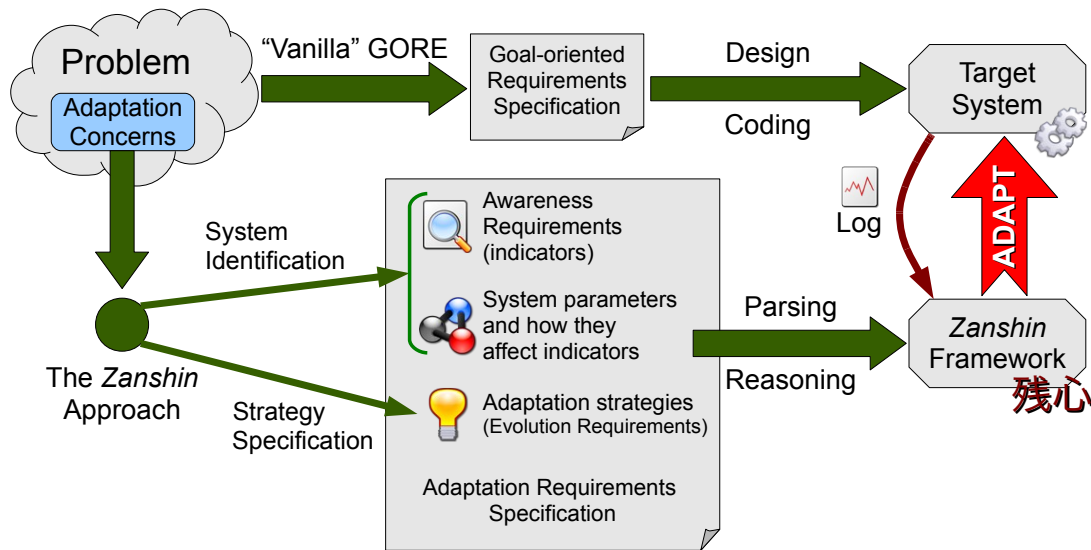 Problem
Adaptation
Concerns
“Vanilla” GORE
Goal-oriented
Requirements
Specification
Design
Coding
Target
System
Log
ADAPT
System
Identification
Awareness
Requirements
(indicators)
System parameters
and how they
affect indicators
Parsing
Reasoning
Zanshin
Framework
残心
The Zanshin
Approach
Strategy
Specification
Adaptation strategies
(Evolution Requirements)
Adaptation Requirements
Specification